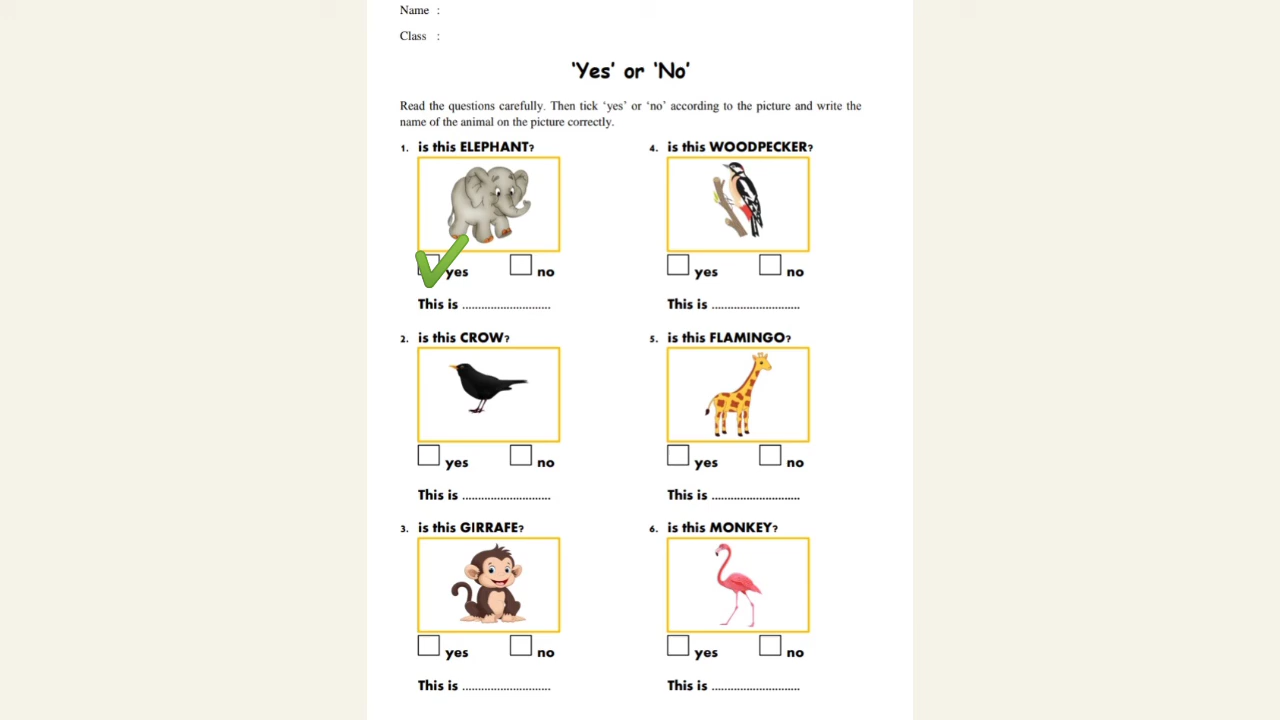 Name :
Class :
'Yes' or 'No'
Read the questions carefully. Then tick 'yes' or 'no' according to the picture and write the
name of the animal on the picture correctly.
1. is this ELEPHANT?
yes no
This is ............................
2. is this CROW?
yes no
This is ............................
3. is this GIRRAFE?
yes no
This is ............................
4. is this WOODPECKER?
yes no
This is ............................
5. is this FLAMINGO?
yes no
This is ............................
6. is this MONKEY?
yes no
This is ............................